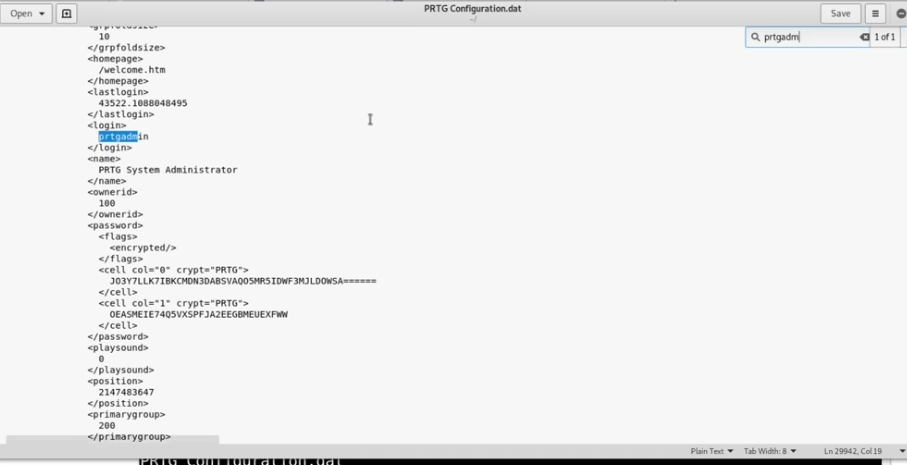 Open
PRTG Configuration.dat
~/
Save
prtgadm
1 of 1
<grpfoldsize>
10
</grpfoldsize>
<homepage>
/welcome.htm
</homepage>
<lastlogin>
43522.1088048495
</lastlogin>
<login>
prtgadmin
</login>
<name>
PRTG System Administrator
</name>
<ownerid>
100
</ownerid>
<password>
<flags>
<encrypted/>
</flags>
<cell col="0" crypt="PRTG">
JO3Y7LLK7IBKCMDN3DABSVAQO5MR5IDWF3MJLDOWSA======
</cell>
<cell col="1" crypt="PRTG">
OEASMEIE74Q5VXSPFJA2EEGBMEUEXFWW
</cell>
</password>
<playsound>
0
</playsound>
<position>
2147483647
</position>
<primarygroup>
200
</primarygroup>
Plain Text
Tab Width: 8
Ln 29942, Col 19
PRTG Configuration.dat